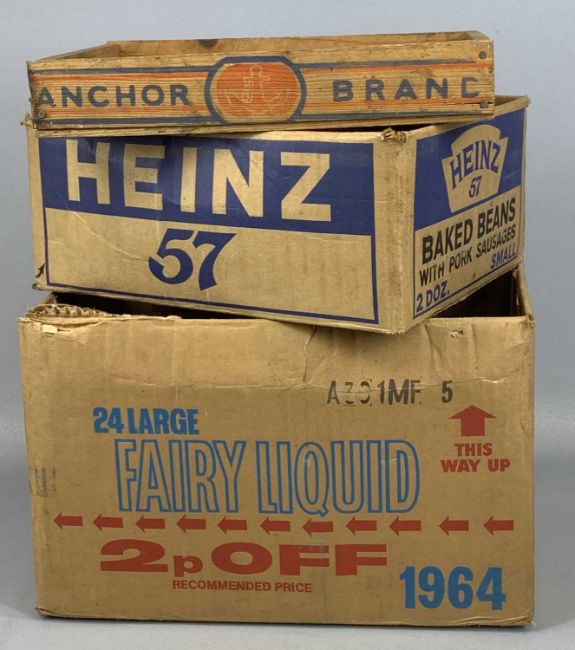 ANCHOR BRAND
HEINZ
57
HEINZ
57
BAKED BEANS
WITH PORK SAUSAGES
2 DOZ. SMALL
5
24 LARGE
FAIRY LIQUID
THIS
WAY UP
2p OFF
RECOMMENDED PRICE
1964